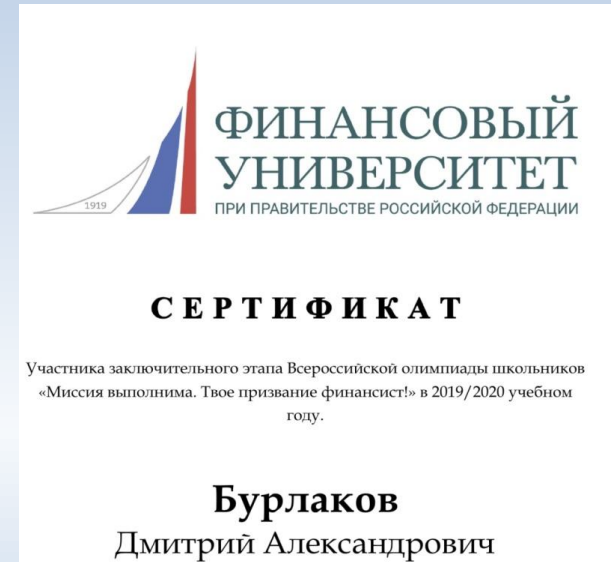 1919
ФИНАНСОВЫЙ
УНИВЕРСИТЕТ
ПРИ ПРАВИТЕЛЬСТВЕ РОССИЙСКОЙ ФЕДЕРАЦИИ
СЕРТИФИКАТ
Участника заключительного этапа Всероссийской олимпиады школьников
«Миссия выполнима. Твое призвание финансист!» в 2019/2020 учебном
году.
Бурлаков
Дмитрий Александрович